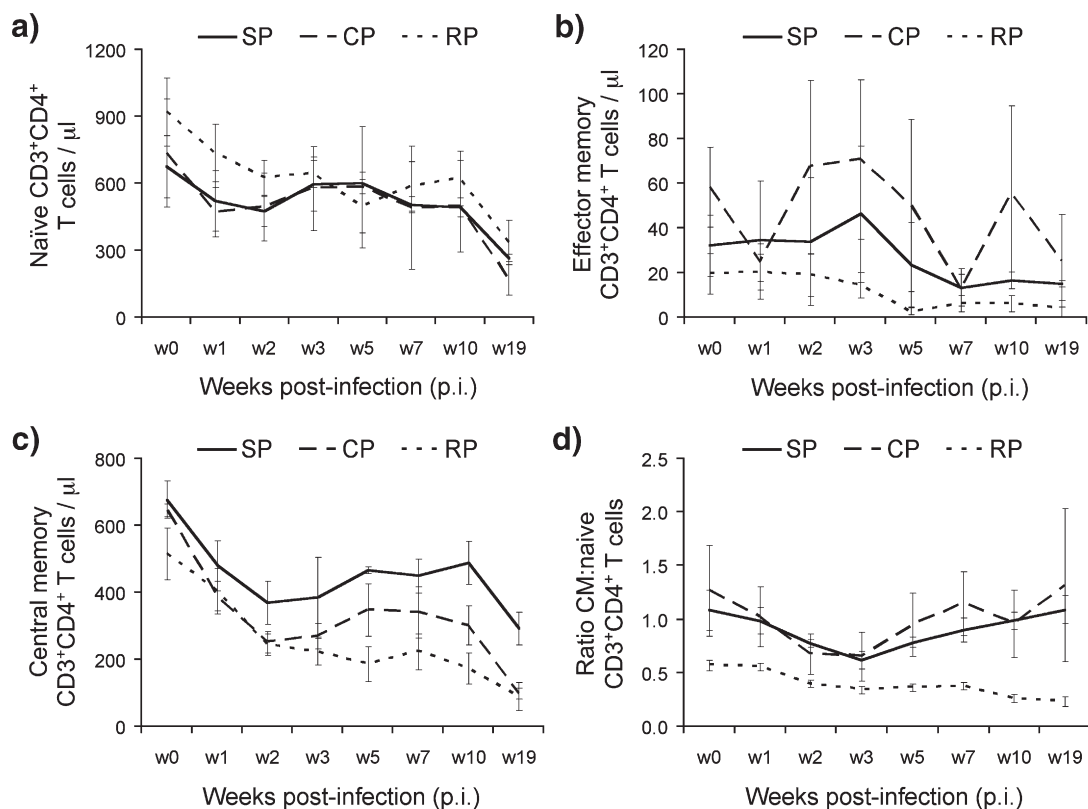 a)
SP CP RP
Naïve CD3⁺CD4⁺
T cells / μl
1200
900
600
300
0
w0 w1 w2 w3 w5 w7 w10 w19
Weeks post-infection (p.i.)
b)
SP CP RP
Effector memory
CD3⁺CD4⁺ T cells / μl
120
100
80
60
40
20
0
w0 w1 w2 w3 w5 w7 w10 w19
Weeks post-infection (p.i.)
c)
SP CP RP
Central memory
CD3⁺CD4⁺ T cells / μl
800
600
400
200
0
w0 w1 w2 w3 w5 w7 w10 w19
Weeks post-infection (p.i.)
d)
SP CP RP
Ratio CM:naive
CD3⁺CD4⁺ T cells
2.5
2.0
1.5
1.0
0.5
0.0
w0 w1 w2 w3 w5 w7 w10 w19
Weeks post-infection (p.i.)